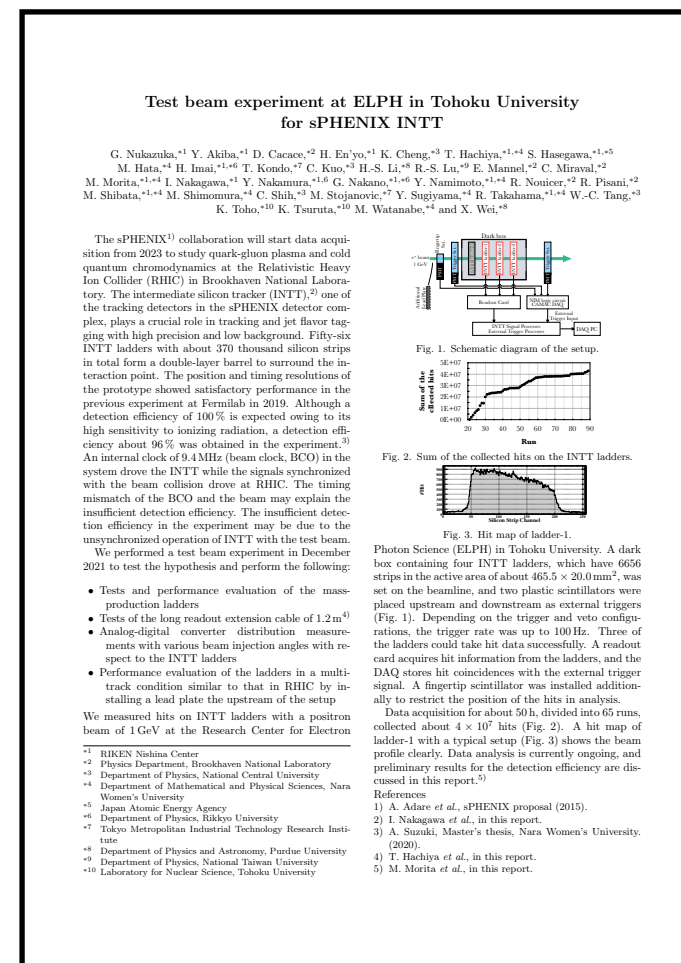 Test beam experiment at ELPH in Tohoku University
for sPHENIX INTT
G. Nukazuka,*1 Y. Akiba,*1 D. Cacace,*2 H. En'yo,*1 K. Cheng,*3 T. Hachiya,*1,*4 S. Hasegawa,*1,*5
M. Hata,*4 H. Imai,*1,*6 T. Kondo,*7 C. Kuo,*3 H.-S. Li,*8 R.-S. Lu,*9 E. Mannel,*2 C. Miraval,*2
M. Morita,*1,*4 I. Nakagawa,*1 Y. Nakamura,*1,6 G. Nakano,*1,*6 Y. Namimoto,*1,*4 R. Nouicer,*2 R. Pisani,*2
M. Shibata,*1,*4 M. Shimomura,*4 C. Shih,*3 M. Stojanovic,*7 Y. Sugiyama,*4 R. Takahama,*1,*4 W.-C. Tang,*3
K. Toho,*10 K. Tsuruta,*10 M. Watanabe,*4 and X. Wei,*8
The sPHENIX1) collaboration will start data acqui-
sition from 2023 to study quark-gluon plasma and cold
quantum chromodynamics at the Relativistic Heavy
Ion Collider (RHIC) in Brookhaven National Labora-
tory. The intermediate silicon tracker (INTT),2) one of
the tracking detectors in the sPHENIX detector com-
plex, plays a crucial role in tracking and jet flavor tag-
ging with high precision and low background. Fifty-six
INTT ladders with about 370 thousand silicon strips
in total form a double-layer barrel to surround the in-
teraction point. The position and timing resolutions of
the prototype showed satisfactory performance in the
previous experiment at Fermilab in 2019. Although a
detection efficiency of 100 % is expected owing to its
high sensitivity to ionizing radiation, a detection effi-
ciency about 96 % was obtained in the experiment.3)
An internal clock of 9.4 MHz (beam clock, BCO) in the
system drove the INTT while the signals synchronized
with the beam collision drove at RHIC. The timing
mismatch of the BCO and the beam may explain the
insufficient detection efficiency. The insufficient detec-
tion efficiency in the experiment may be due to the
unsynchronized operation of INTT with the test beam.
We performed a test beam experiment in December
2021 to test the hypothesis and perform the following:
• Tests and performance evaluation of the mass-
production ladders
• Tests of the long readout extension cable of 1.2 m4)
• Analog-digital converter distribution measure-
ments with various beam injection angles with re-
spect to the INTT ladders
• Performance evaluation of the ladders in a multi-
track condition similar to that in RHIC by in-
stalling a lead plate the upstream of the setup
We measured hits on INTT ladders with a positron
beam of 1 GeV at the Research Center for Electron
*1 RIKEN Nishina Center
*2 Physics Department, Brookhaven National Laboratory
*3 Department of Physics, National Central University
*4 Department of Mathematical and Physical Sciences, Nara
Women's University
*5 Japan Atomic Energy Agency
*6 Department of Physics, Rikkyo University
*7 Tokyo Metropolitan Industrial Technology Research Insti-
tute
*8 Department of Physics and Astronomy, Purdue University
*9 Department of Physics, National Taiwan University
*10 Laboratory for Nuclear Science, Tohoku University
Dark box
e+ beam
1 GeV
Readout Card
NIM logic circuit
CAMAC DAQ
External
Trigger Input
INTT Signal Processes
External Trigger Processes
DAQ PC
Fig. 1. Schematic diagram of the setup.
Sum of the
collected hits
5E+07
4E+07
3E+07
2E+07
1E+07
0E+00
20 30 40 50 60 70 80 90
Run
Fig. 2. Sum of the collected hits on the INTT ladders.
#Hits
Silicon Strip Channel
Fig. 3. Hit map of ladder-1.
Photon Science (ELPH) in Tohoku University. A dark
box containing four INTT ladders, which have 6656
strips in the active area of about 465.5 × 20.0 mm2, was
set on the beamline, and two plastic scintillators were
placed upstream and downstream as external triggers
(Fig. 1). Depending on the trigger and veto configu-
rations, the trigger rate was up to 100 Hz. Three of
the ladders could take hit data successfully. A readout
card acquires hit information from the ladders, and the
DAQ stores hit coincidences with the external trigger
signal. A fingertip scintillator was installed addition-
ally to restrict the position of the hits in analysis.
Data acquisition for about 50 h, divided into 65 runs,
collected about 4 × 107 hits (Fig. 2). A hit map of
ladder-1 with a typical setup (Fig. 3) shows the beam
profile clearly. Data analysis is currently ongoing, and
preliminary results for the detection efficiency are dis-
cussed in this report.5)
References
1) A. Adare et al., sPHENIX proposal (2015).
2) I. Nakagawa et al., in this report.
3) A. Suzuki, Master's thesis, Nara Women's University.
(2020).
4) T. Hachiya et al., in this report.
5) M. Morita et al., in this report.